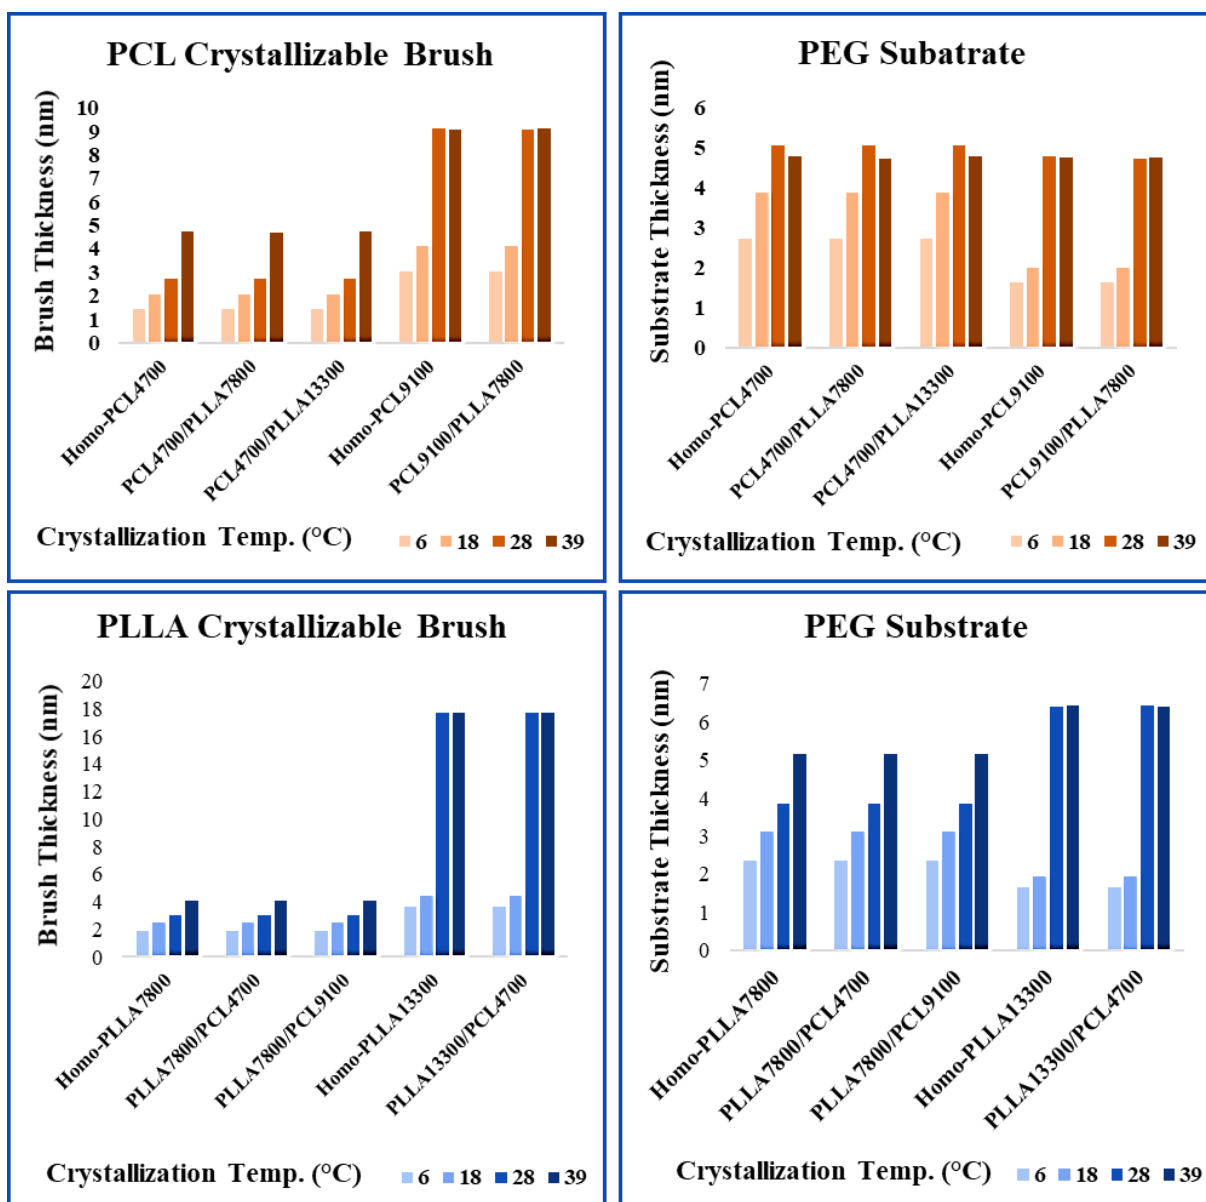 PCL Crystallizable Brush
Brush Thickness (nm)
10
9
8
7
6
5
4
3
2
1
0
Homo-PCL4700
PCL4700/PLLA7800
PCL4700/PLLA13300
Homo-PCL9100
PCL9100/PLLA7800
Crystallization Temp. (°C) 6 18 28 39
PEG Subatrate
Substrate Thickness (nm)
6
5
4
3
2
1
0
Homo-PCL4700
PCL4700/PLLA7800
PCL4700/PLLA13300
Homo-PCL9100
PCL9100/PLLA7800
Crystallization Temp. (°C) 6 18 28 39
PLLA Crystallizable Brush
Brush Thickness (nm)
20
18
16
14
12
10
8
6
4
2
0
Homo-PLLA7800
PLLA7800/PCL4700
PLLA7800/PCL9100
Homo-PLLA13300
PLLA13300/PCL4700
Crystallization Temp. (°C) 6 18 28 39
PEG Substrate
Substrate Thickness (nm)
7
6
5
4
3
2
1
0
Homo-PLLA7800
PLLA7800/PCL4700
PLLA7800/PCL9100
Homo-PLLA13300
PLLA13300/PCL4700
Crystallization Temp. (°C) 6 18 28 39